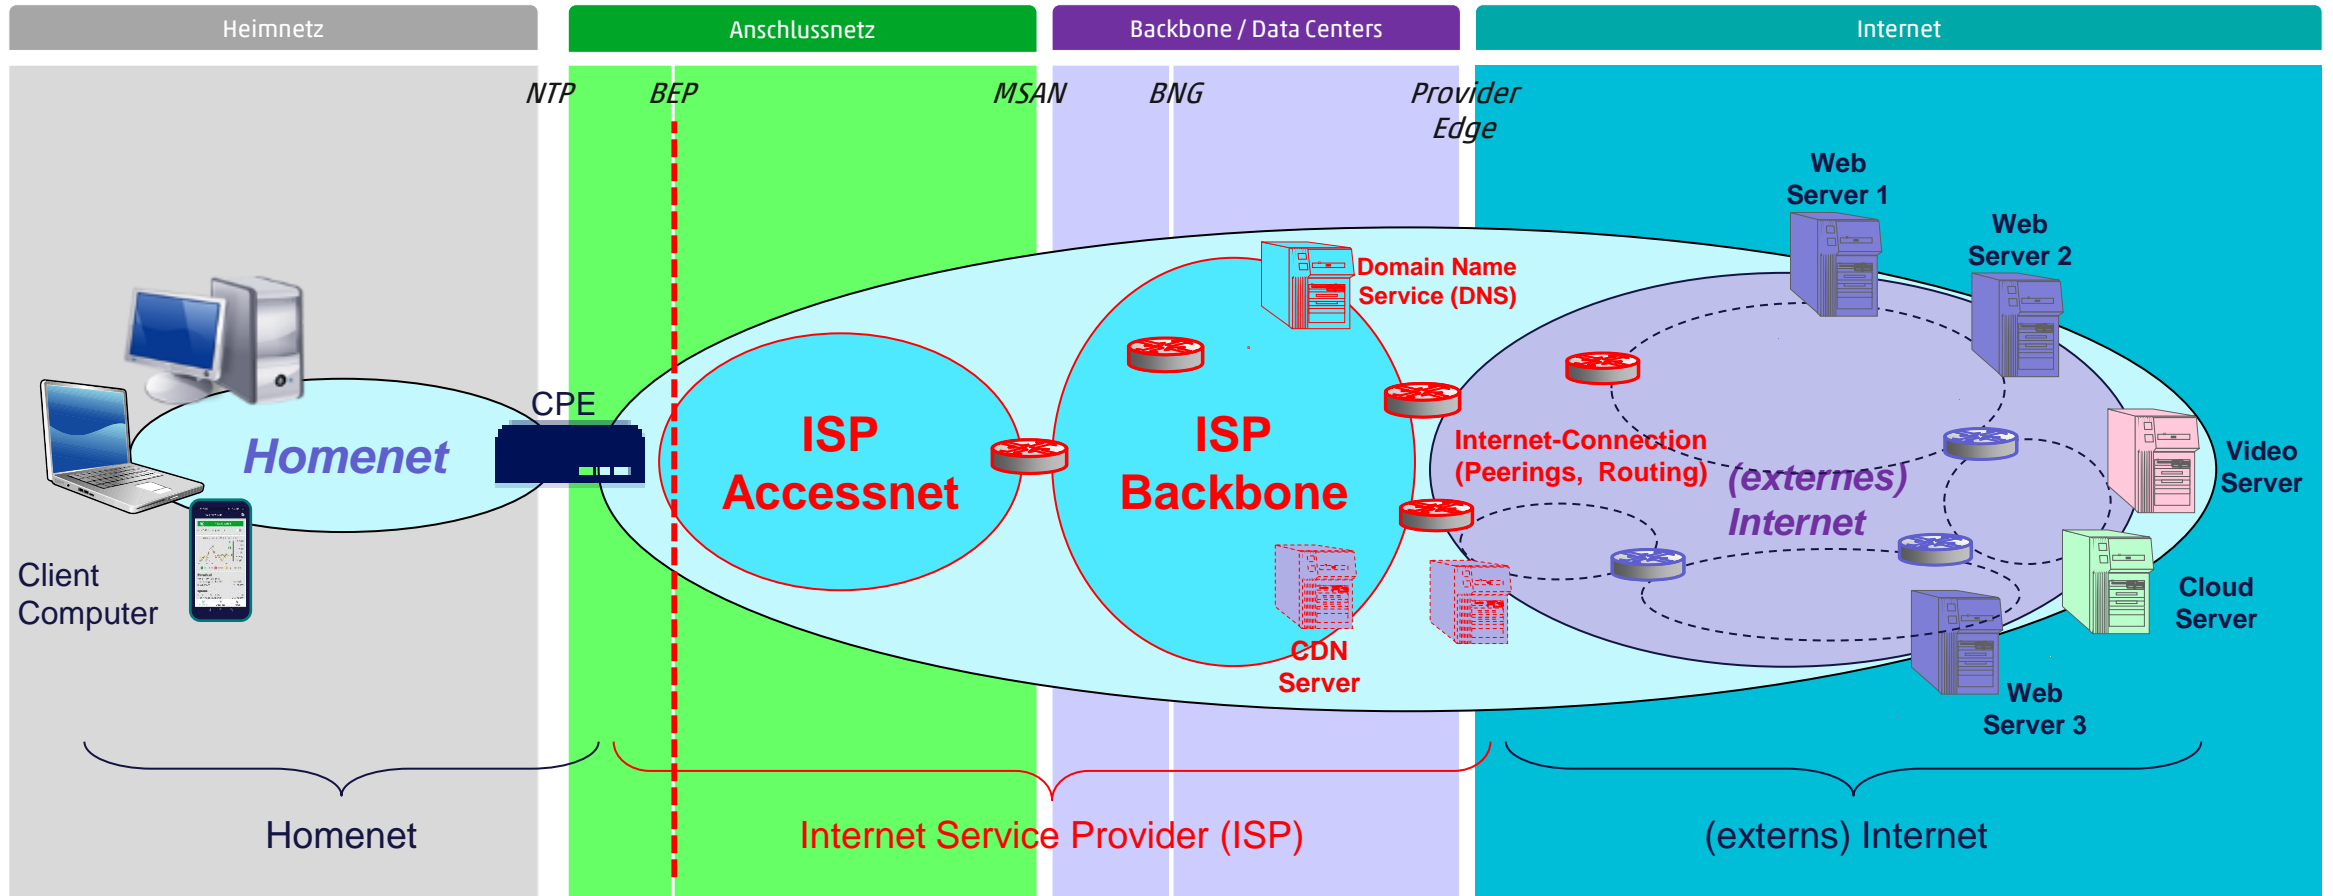 Heimnetz
Anschlussnetz
Backbone / Data Centers
Internet
NTP
BEP
MSAN
BNG
Provider
Edge
Web
Server 1
Web
Server 2
Domain Name
Service (DNS)
CPE
Homenet
ISP
Accessnet
ISP
Backbone
Internet-Connection
(Peerings, Routing)
(externes)
Internet
Video
Server
Client
Computer
Cloud
Server
CDN
Server
Web
Server 3
Homenet
Internet Service Provider (ISP)
(externs) Internet